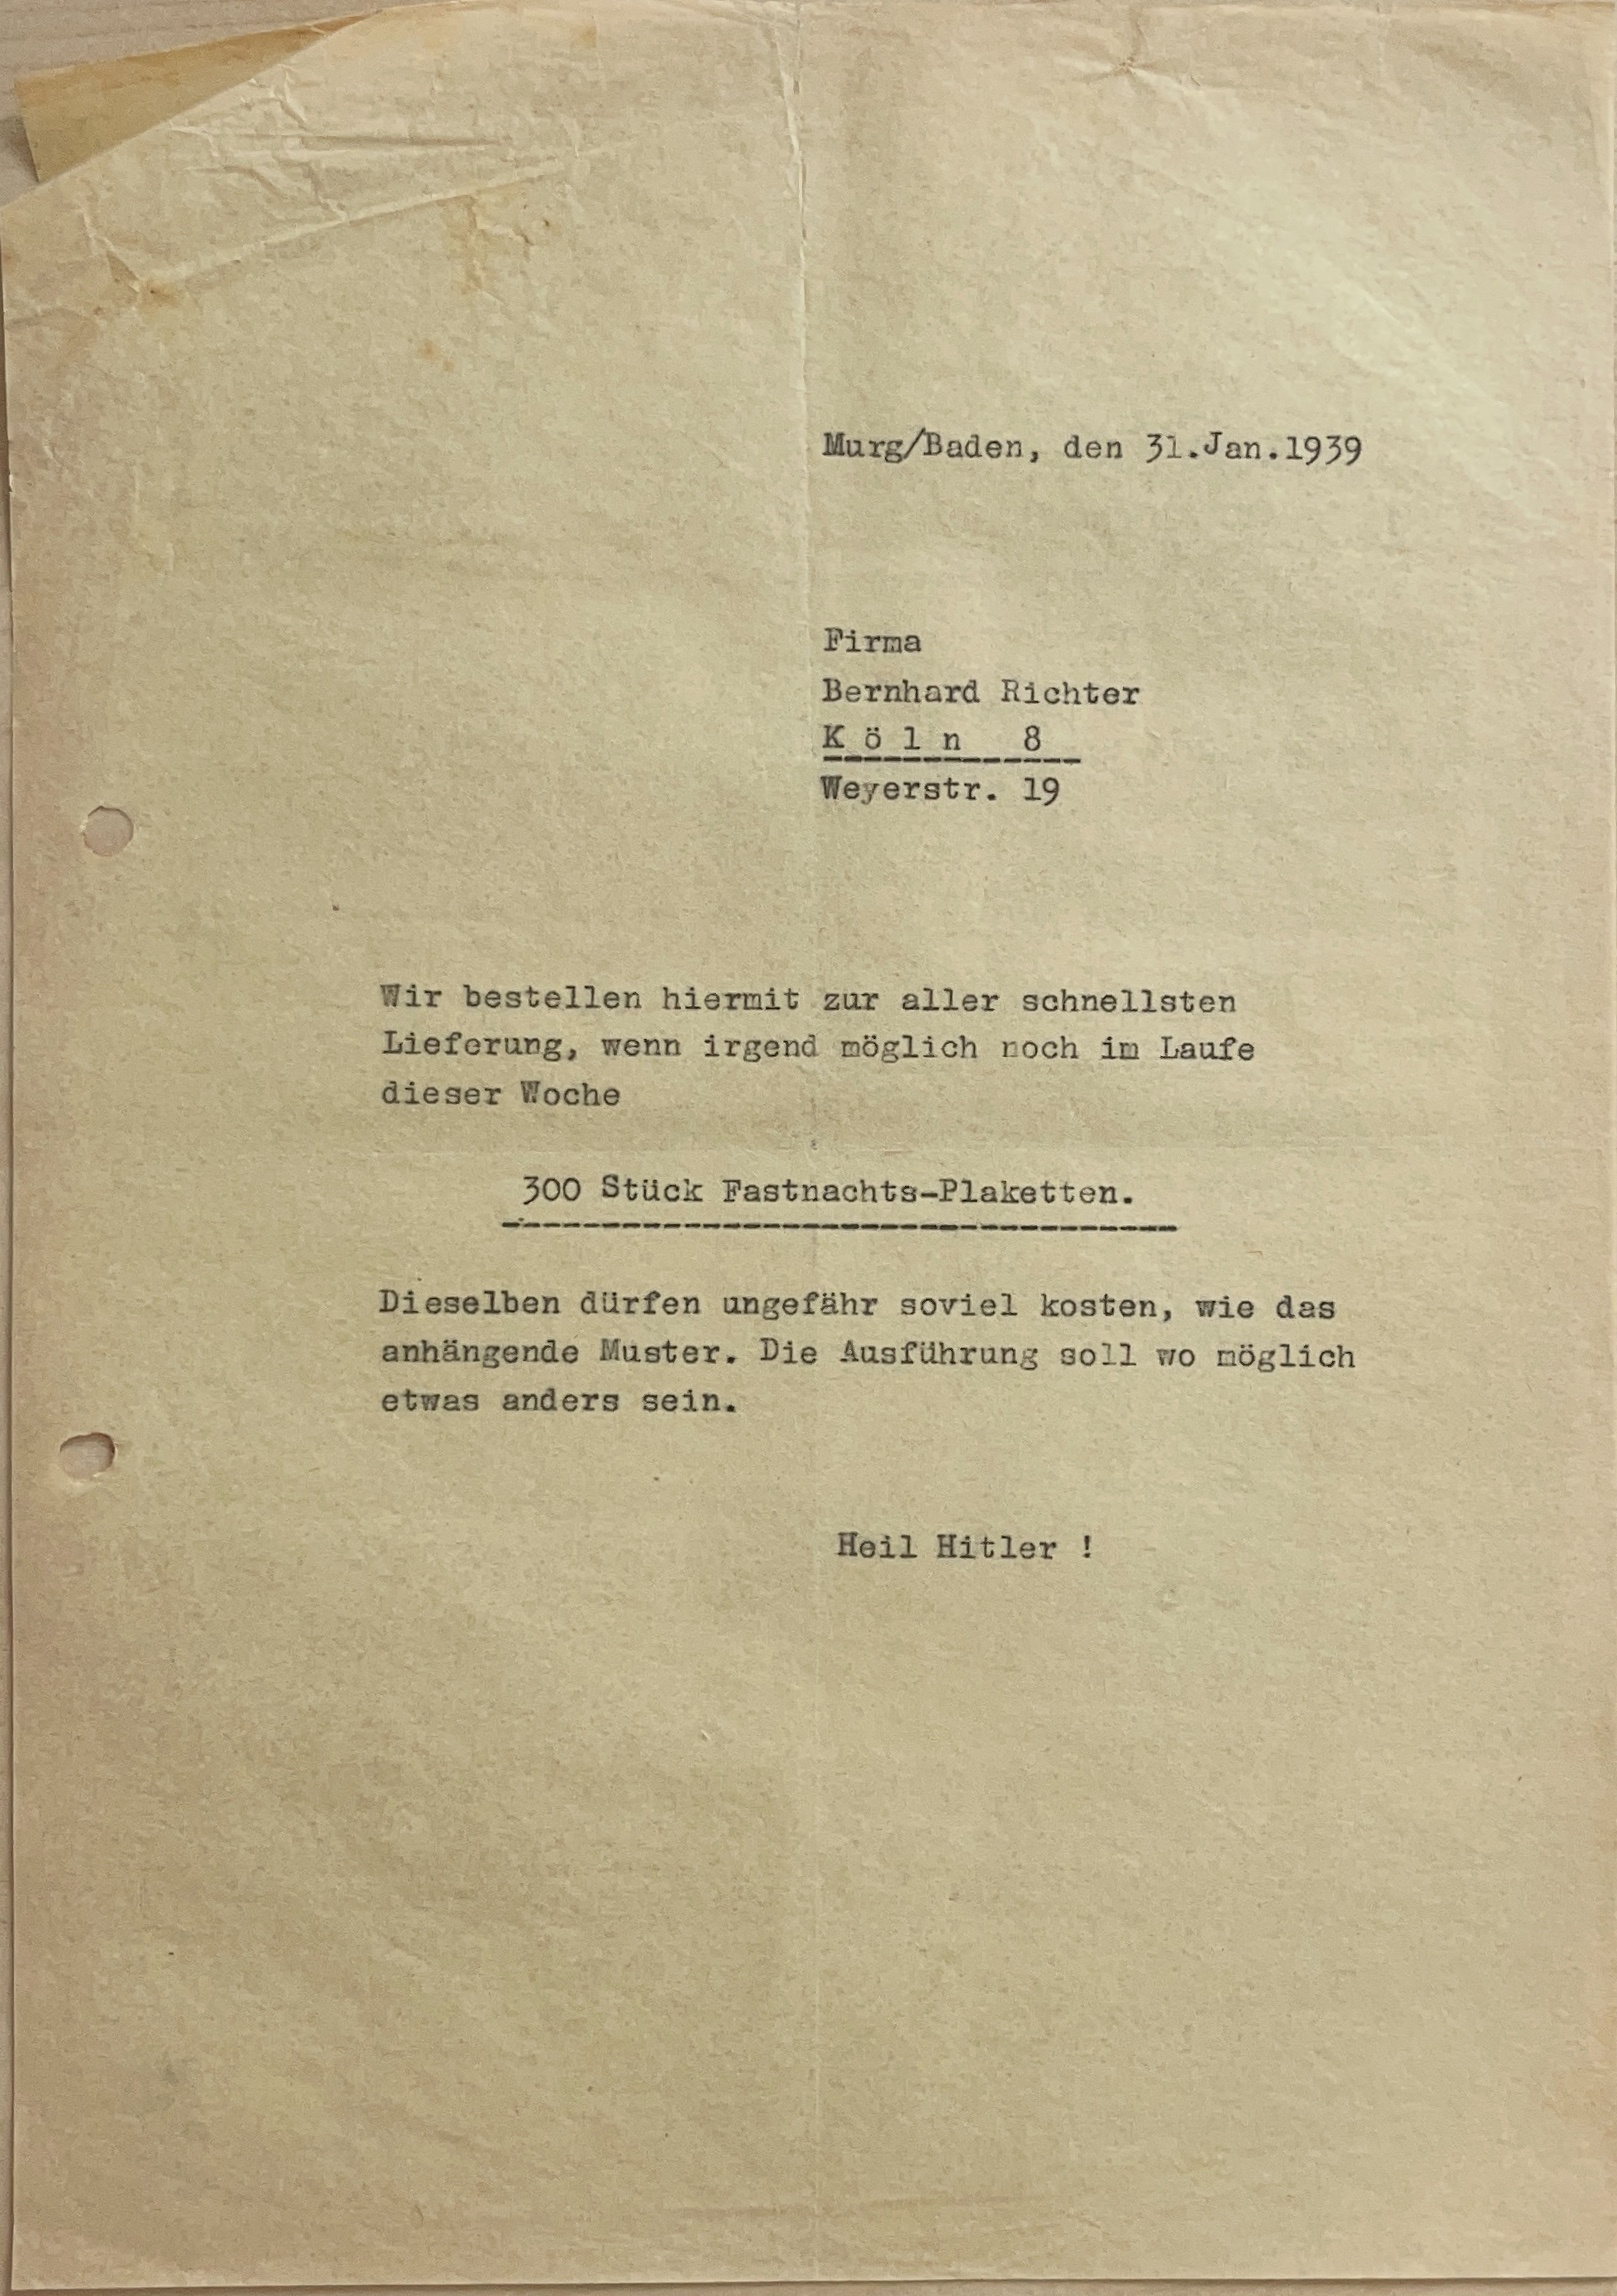 Murg/Baden, den 31.Jan.1939
Firma
Bernhard Richter
K ö l n   8
Weyerstr. 19
Wir bestellen hiermit zur aller schnellsten
Lieferung, wenn irgend möglich noch im Laufe
dieser Woche
300 Stück Fastnachts-Plaketten.
Dieselben dürfen ungefähr soviel kosten, wie das
anhängende Muster. Die Ausführung soll wo möglich
etwas anders sein.
Heil Hitler !